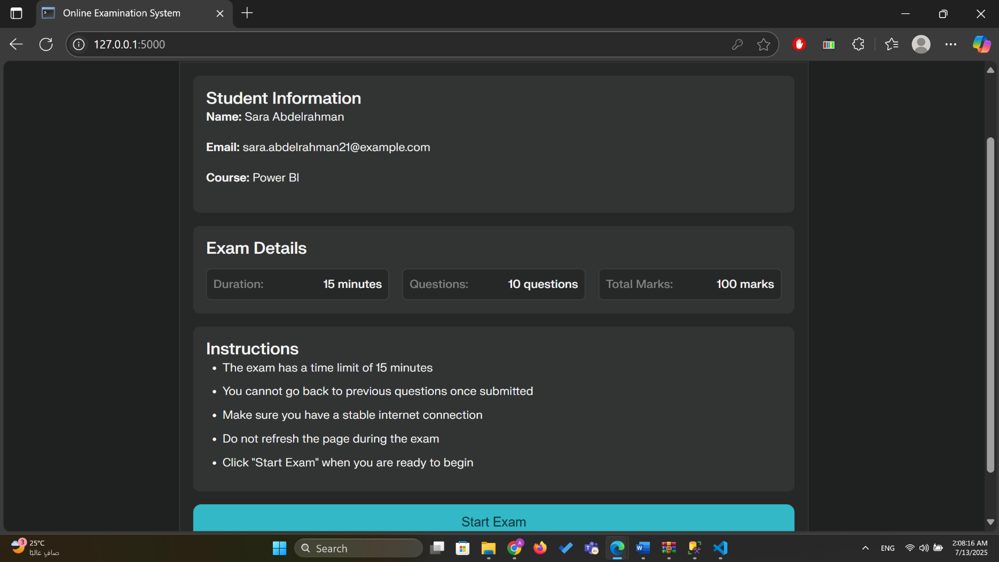 Online Examination System
127.0.0.1:5000
Student Information
Name: Sara Abdelrahman
Email: sara.abdelrahman21@example.com
Course: Power BI
Exam Details
Duration: 15 minutes
Questions: 10 questions
Total Marks: 100 marks
Instructions
• The exam has a time limit of 15 minutes
• You cannot go back to previous questions once submitted
• Make sure you have a stable internet connection
• Do not refresh the page during the exam
• Click "Start Exam" when you are ready to begin
Start Exam
3
25°C
صافٍ غالبًا
Search
A
ENG
2:08:16 AM
7/13/2025